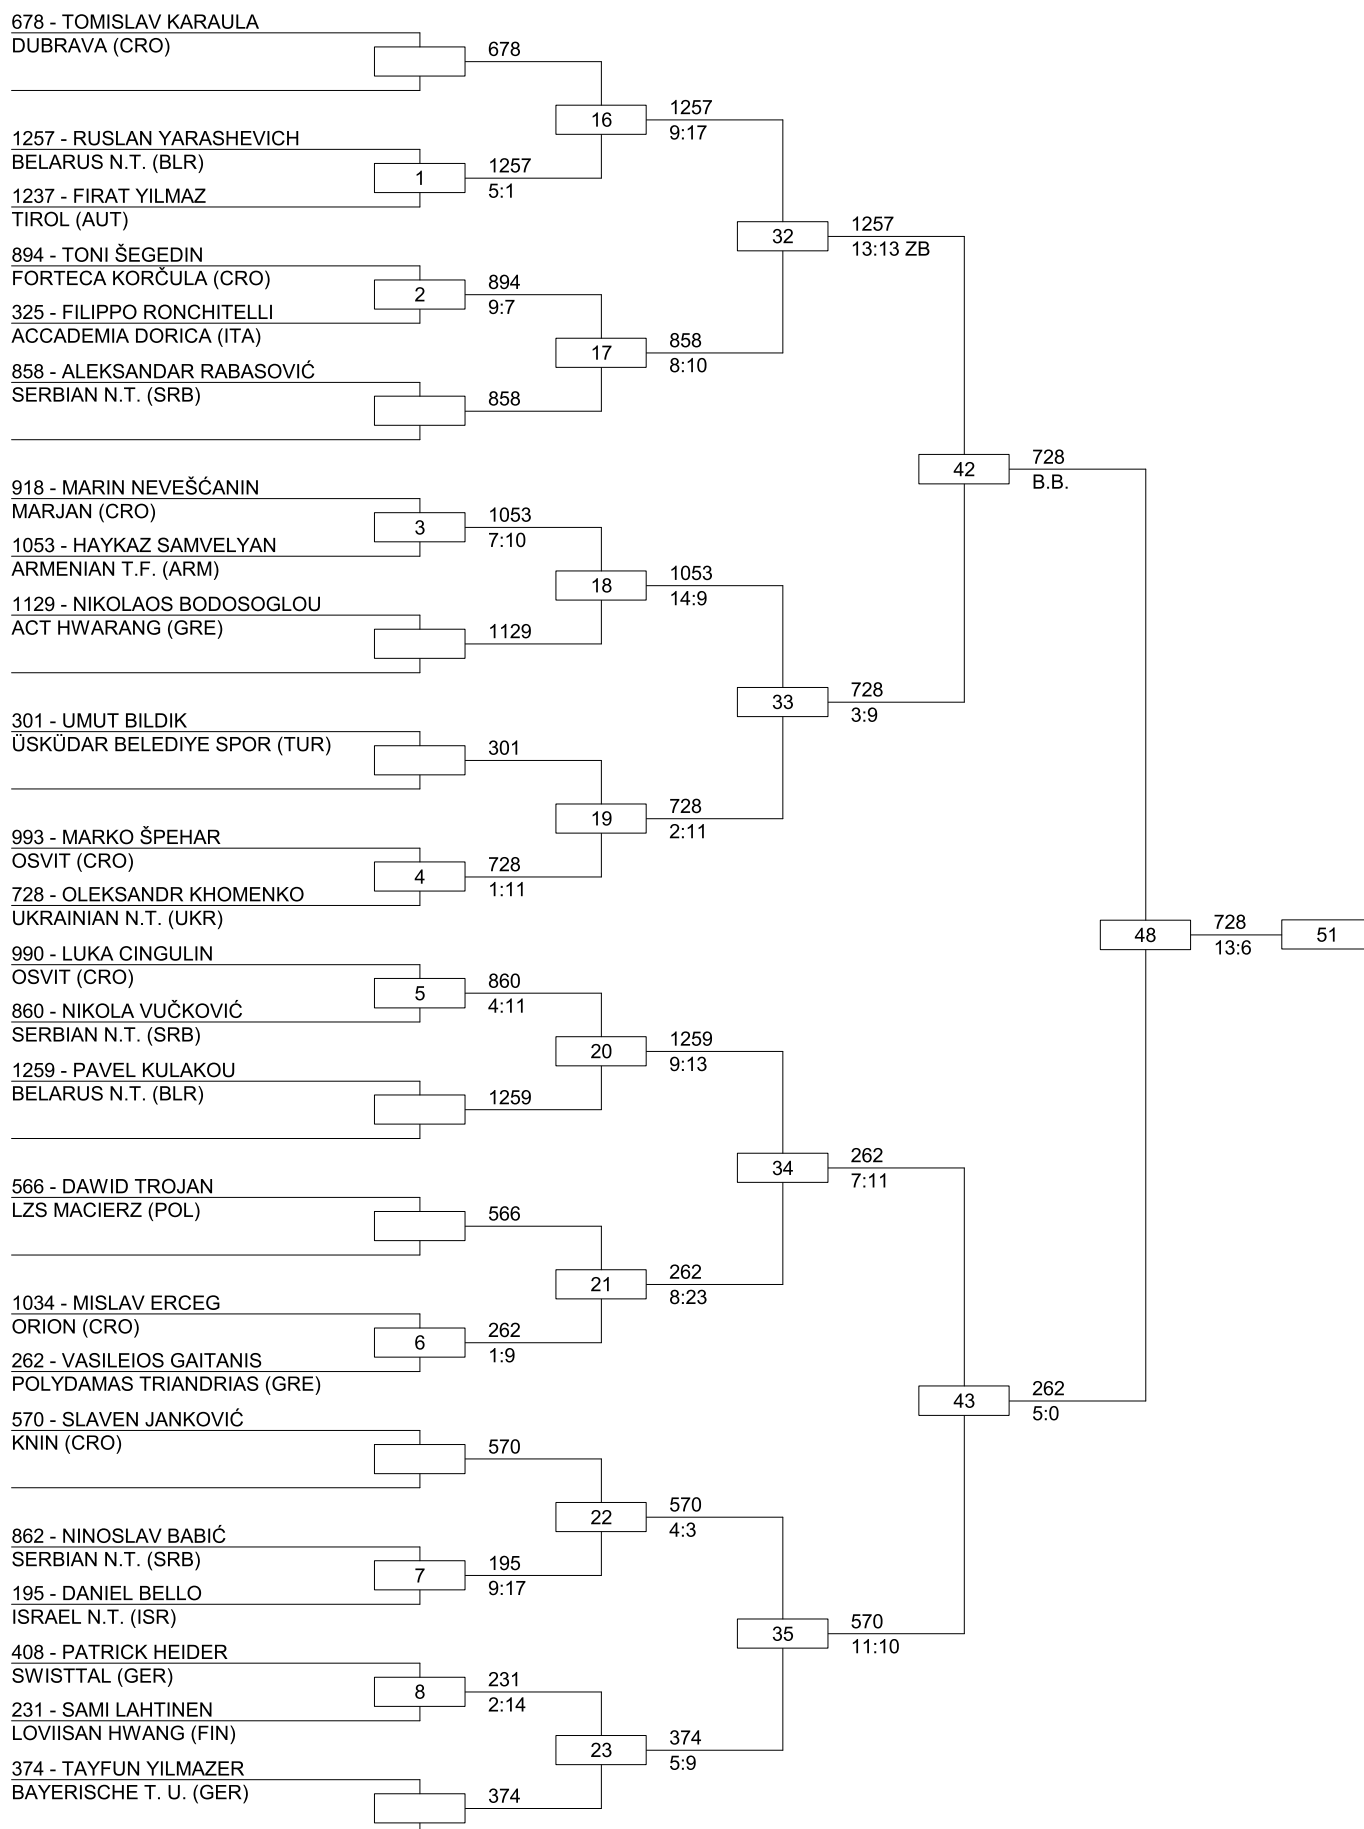 678 - TOMISLAV KARAULA
DUBRAVA (CRO)
678
16
1257
9:17
1257 - RUSLAN YARASHEVICH
BELARUS N.T. (BLR)
1
1257
5:1
1237 - FIRAT YILMAZ
TIROL (AUT)
32
1257
13:13 ZB
894 - TONI ŠEGEDIN
FORTECA KORČULA (CRO)
2
894
9:7
325 - FILIPPO RONCHITELLI
ACCADEMIA DORICA (ITA)
17
858
8:10
858 - ALEKSANDAR RABASOVIĆ
SERBIAN N.T. (SRB)
858
42
728
B.B.
918 - MARIN NEVEŠĆANIN
MARJAN (CRO)
3
1053
7:10
1053 - HAYKAZ SAMVELYAN
ARMENIAN T.F. (ARM)
18
1053
14:9
1129 - NIKOLAOS BODOSOGLOU
ACT HWARANG (GRE)
1129
33
728
3:9
301 - UMUT BILDIK
ÜSKÜDAR BELEDIYE SPOR (TUR)
301
19
728
2:11
993 - MARKO ŠPEHAR
OSVIT (CRO)
4
728
1:11
728 - OLEKSANDR KHOMENKO
UKRAINIAN N.T. (UKR)
48
728
13:6
51
990 - LUKA CINGULIN
OSVIT (CRO)
5
860
4:11
860 - NIKOLA VUČKOVIĆ
SERBIAN N.T. (SRB)
20
1259
9:13
1259 - PAVEL KULAKOU
BELARUS N.T. (BLR)
1259
34
262
7:11
566 - DAWID TROJAN
LZS MACIERZ (POL)
566
21
262
8:23
1034 - MISLAV ERCEG
ORION (CRO)
6
262
1:9
262 - VASILEIOS GAITANIS
POLYDAMAS TRIANDRIAS (GRE)
43
262
5:0
570 - SLAVEN JANKOVIĆ
KNIN (CRO)
570
22
570
4:3
862 - NINOSLAV BABIĆ
SERBIAN N.T. (SRB)
7
195
9:17
195 - DANIEL BELLO
ISRAEL N.T. (ISR)
35
570
11:10
408 - PATRICK HEIDER
SWISTTAL (GER)
8
231
2:14
231 - SAMI LAHTINEN
LOVIISAN HWANG (FIN)
23
374
5:9
374 - TAYFUN YILMAZER
BAYERISCHE T. U. (GER)
374